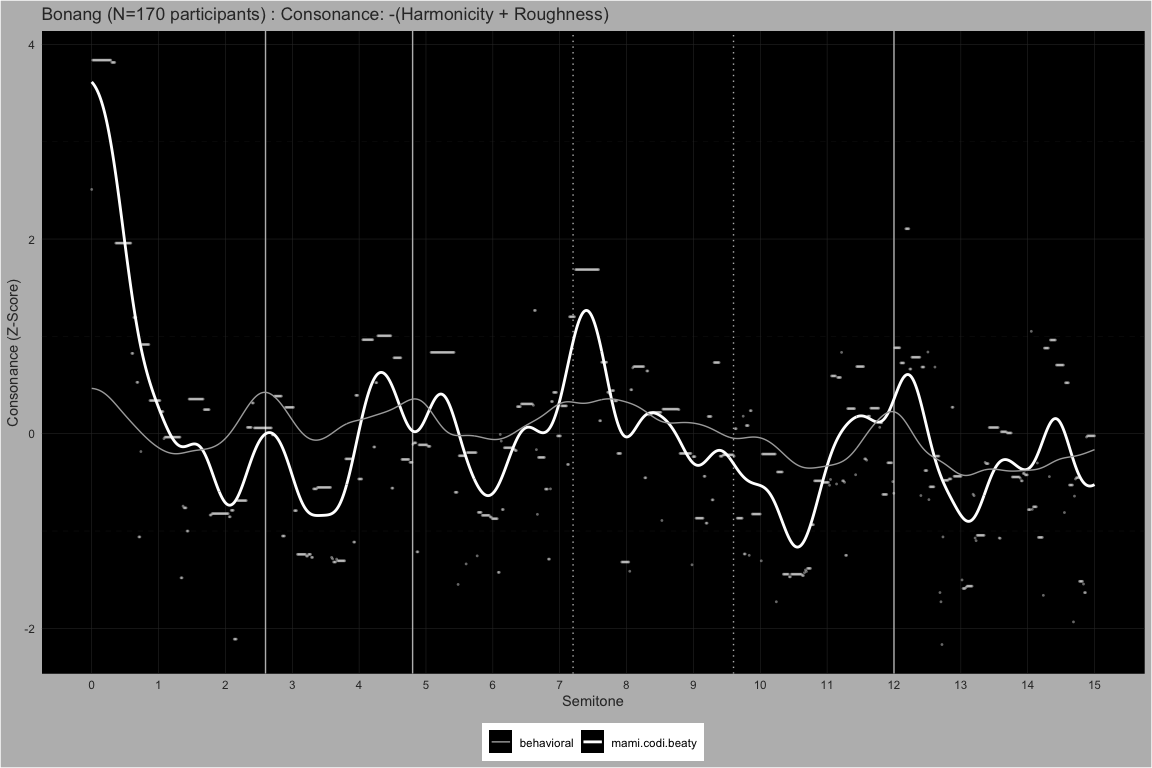 Bonang (N=170 participants) : Consonance: -(Harmonicity + Roughness)
4
2
0
-2
Consonance (Z-Score)
0 1 2 3 4 5 6 7 8 9 10 11 12 13 14 15
Semitone
behavioral mami.codi.beaty